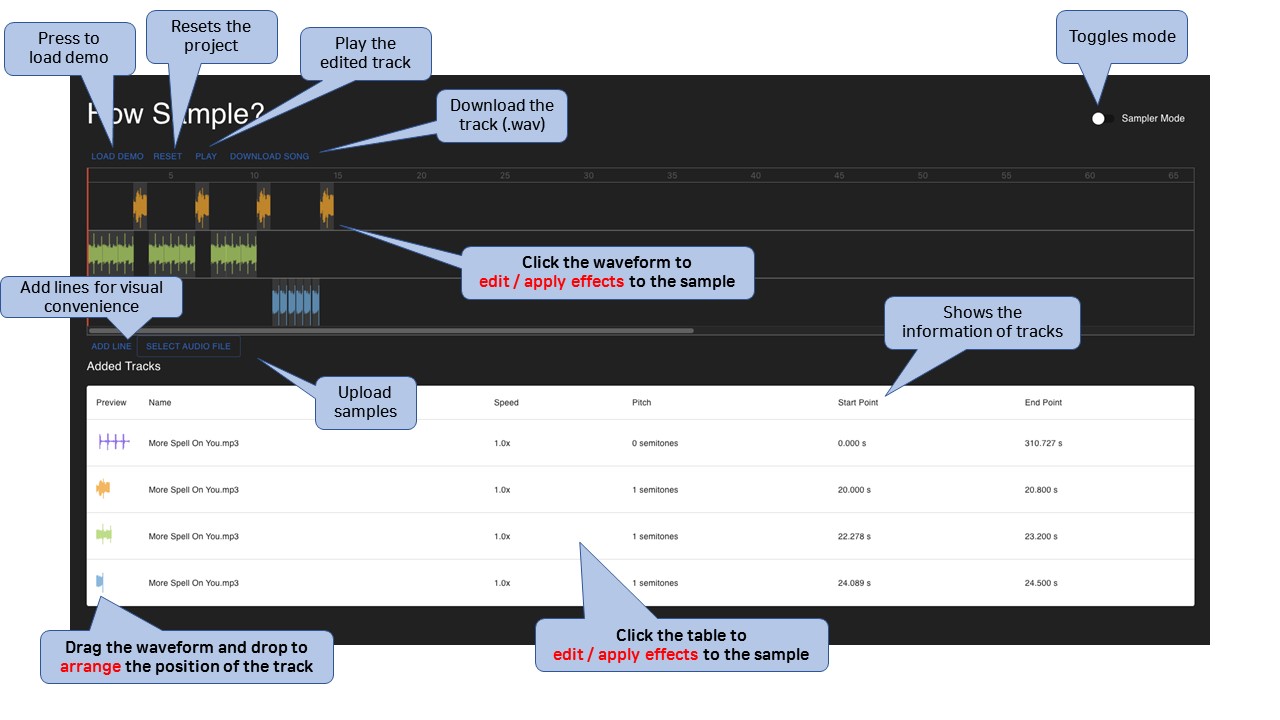 Press to
load demo
Resets the
project
Play the
edited track
Toggles mode
Download the
track (.wav)
How Sample?
Sampler Mode
LOAD DEMO RESET PLAY DOWNLOAD SONG
5 10 15 20 25 30 35 40 45 50 55 60 65
Click the waveform to
edit / apply effects to the sample
Add lines for visual
convenience
Shows the
information of tracks
ADD LINE SELECT AUDIO FILE
Added Tracks
Upload
samples
Preview Name Speed Pitch Start Point End Point
More Spell On You.mp3 1.0x 0 semitones 0.000 s 310.727 s
More Spell On You.mp3 1.0x 1 semitones 20.000 s 20.800 s
More Spell On You.mp3 1.0x 1 semitones 22.278 s 23.200 s
More Spell On You.mp3 1.0x 1 semitones 24.089 s 24.500 s
Drag the waveform and drop to
arrange the position of the track
Click the table to
edit / apply effects to the sample